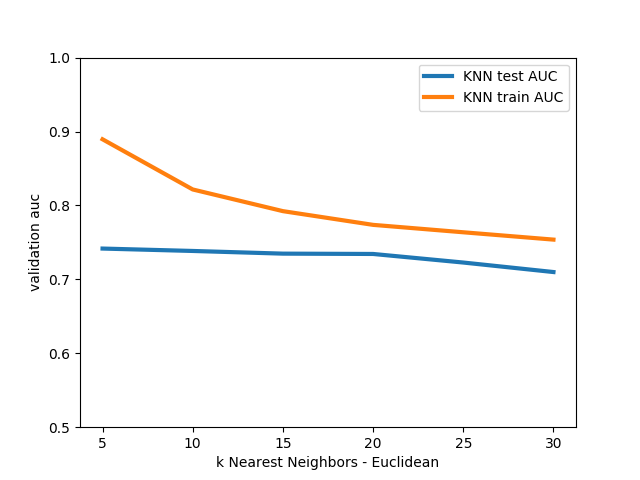 KNN test AUC
KNN train AUC
validation auc
1.0
0.9
0.8
0.7
0.6
0.5
5 10 15 20 25 30
k Nearest Neighbors - Euclidean